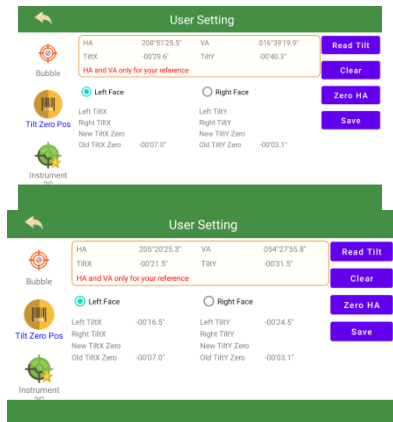 User Setting
HA 208°51'25.5" VA 016°39'19.9" Read Tilt
TiltX -00'29.6" TiltY -00'40.3"
HA and VA only for your reference Clear
Bubble
Left Face Right Face Zero HA
Left TiltX Left TiltY
Tilt Zero Pos Right TiltX Right TiltY Save
New TiltX Zero New TiltY Zero
Old TiltX Zero -00'07.0" Old TiltY Zero -00'03.1"
Instrument
User Setting
HA 205°20'25.3" VA 054°27'55.8" Read Tilt
TiltX -00'21.5" TiltY -00'31.5"
HA and VA only for your reference Clear
Bubble
Left Face Right Face Zero HA
Left TiltX -00'16.5" Left TiltY -00'24.5"
Tilt Zero Pos Right TiltX Right TiltY Save
New TiltX Zero New TiltY Zero
Old TiltX Zero -00'07.0" Old TiltY Zero -00'03.1"
Instrument